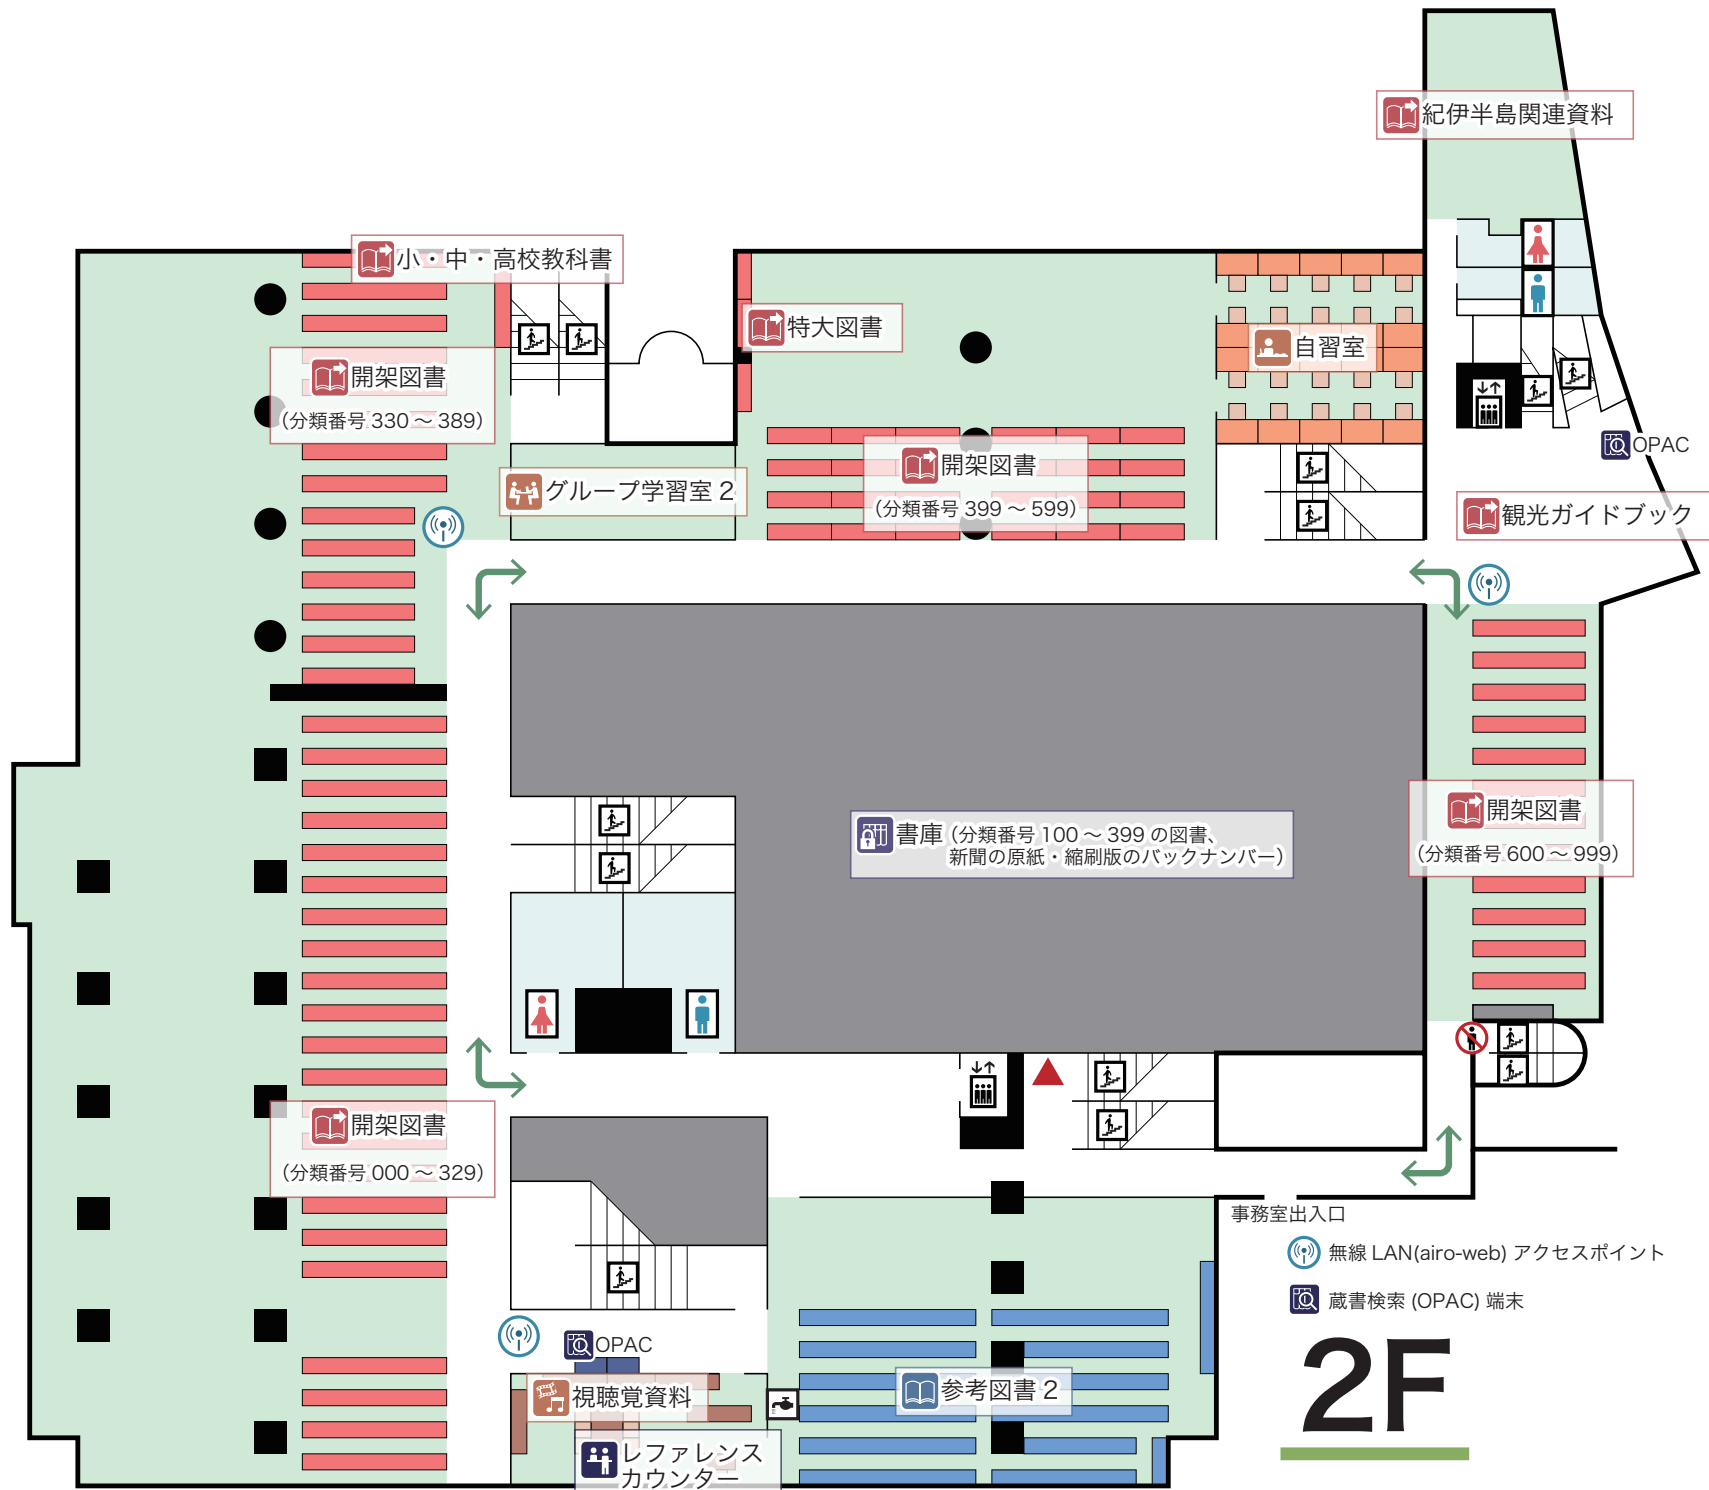 紀伊半島関連資料
小・中・高校教科書
特大図書
自習室
開架図書
(分類番号 330 ～ 389)
OPAC
開架図書
(分類番号 399 ～ 599)
グループ学習室 2
観光ガイドブック
開架図書
(分類番号 600 ～ 999)
書庫 (分類番号 100 ～ 399 の図書、
新聞の原紙・縮刷版のバックナンバー)
開架図書
(分類番号 000 ～ 329)
事務室出入口
無線 LAN(airo-web) アクセスポイント
蔵書検索 (OPAC) 端末
OPAC
視聴覚資料
参考図書 2
レファレンス
カウンター
2F